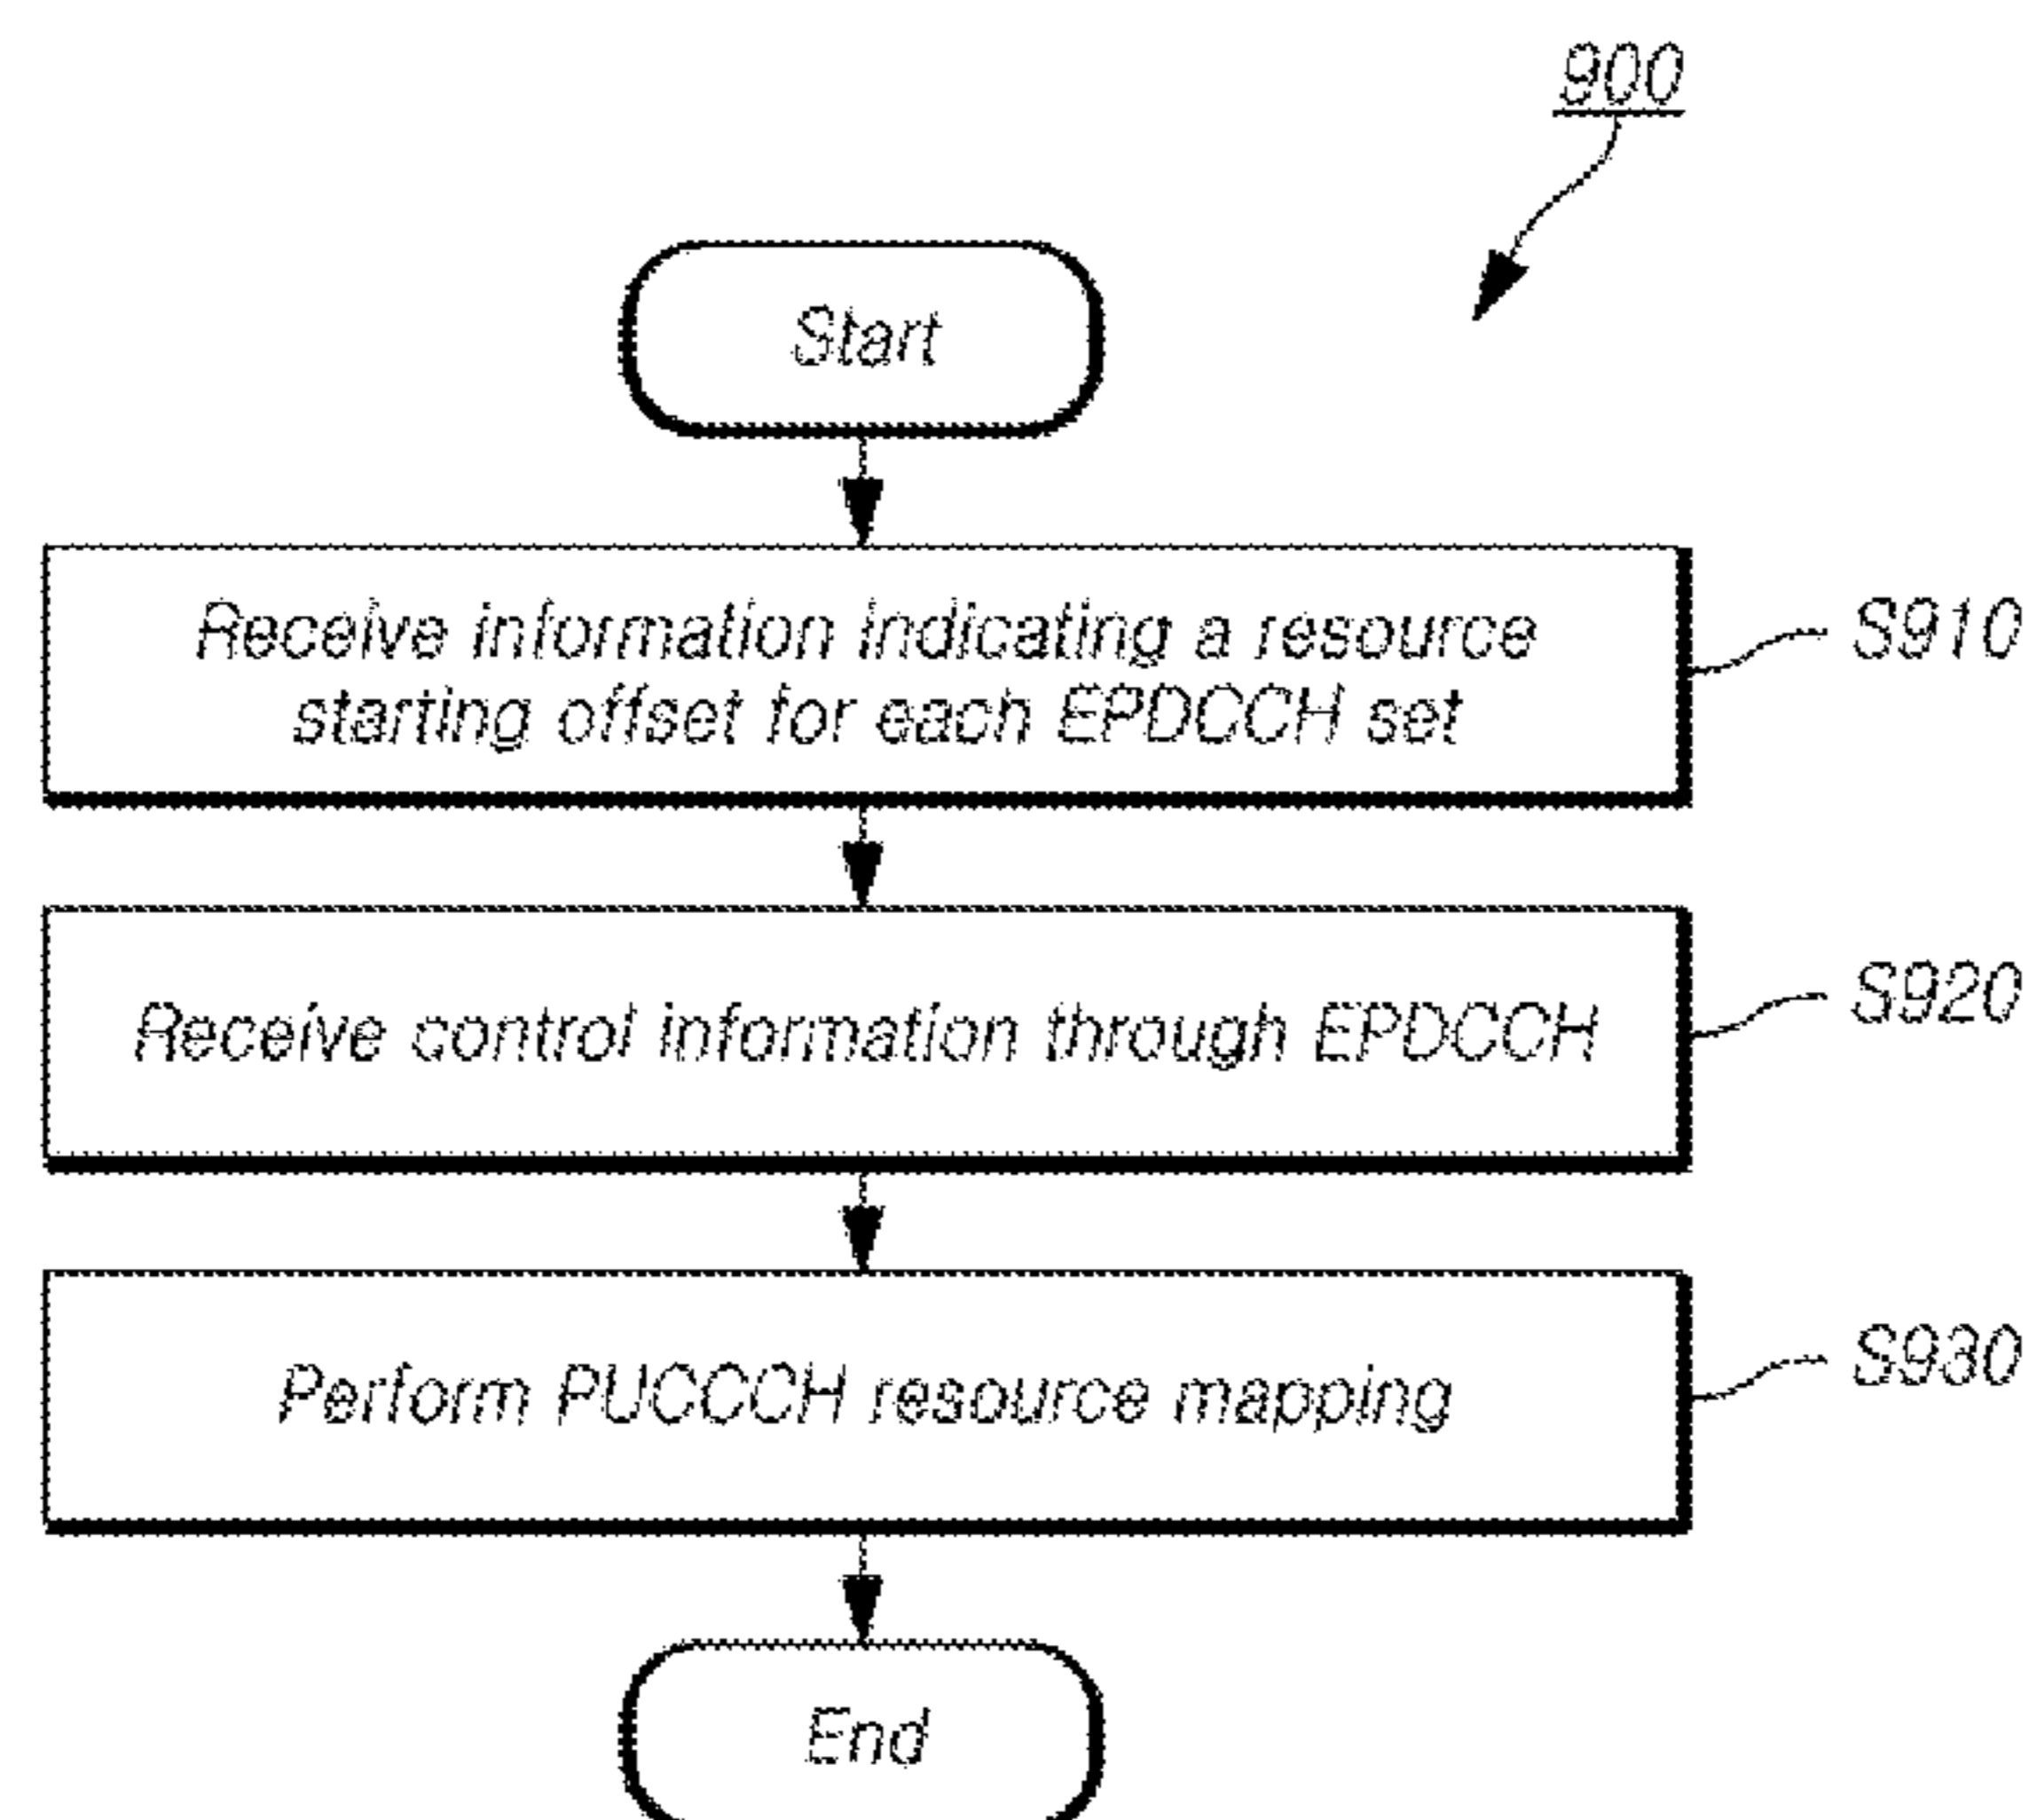 900
Start
Receive information indicating a resource
starting offset for each EPDCCH set
S910
Receive control information through EPDCCH
S920
Perform PUCCCH resource mapping
S930
End